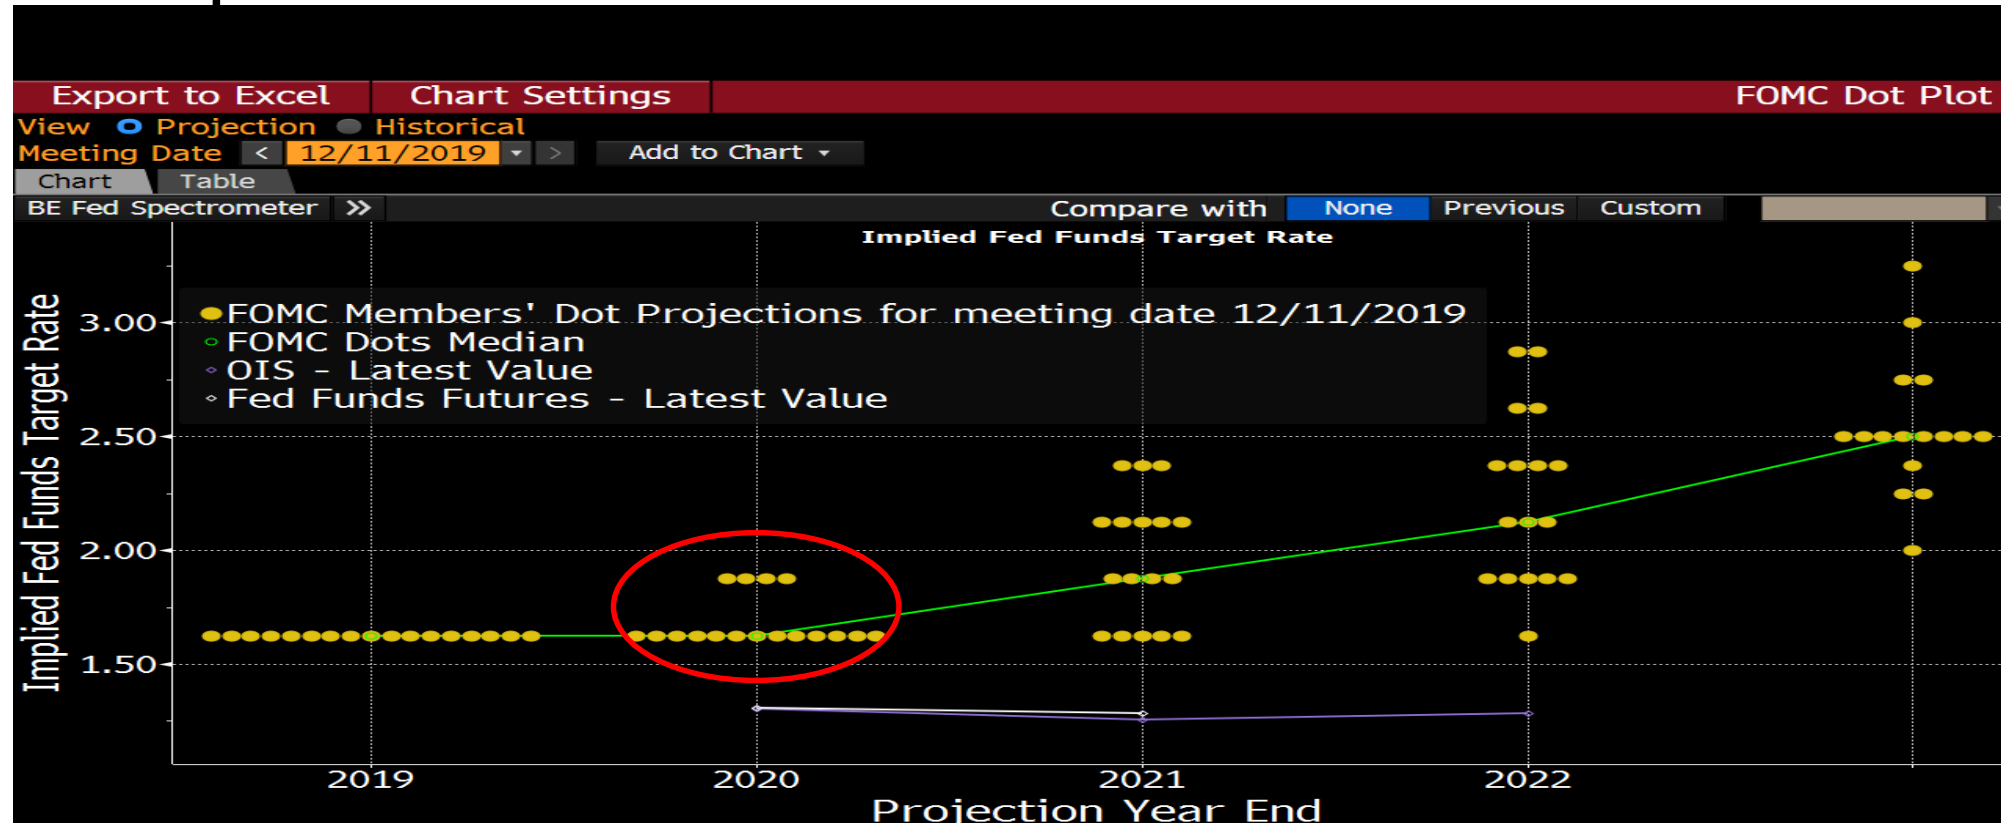 Export to Excel Chart Settings FOMC Dot Plot
View Projection Historical
Meeting Date < 12/11/2019 > Add to Chart
Chart Table
BE Fed Spectrometer >> Compare with None Previous Custom
Implied Fed Funds Target Rate
FOMC Members' Dot Projections for meeting date 12/11/2019
FOMC Dots Median
OIS - Latest Value
Fed Funds Futures - Latest Value
Implied Fed Funds Target Rate
3.00
2.50
2.00
1.50
2019 2020 2021 2022
Projection Year End